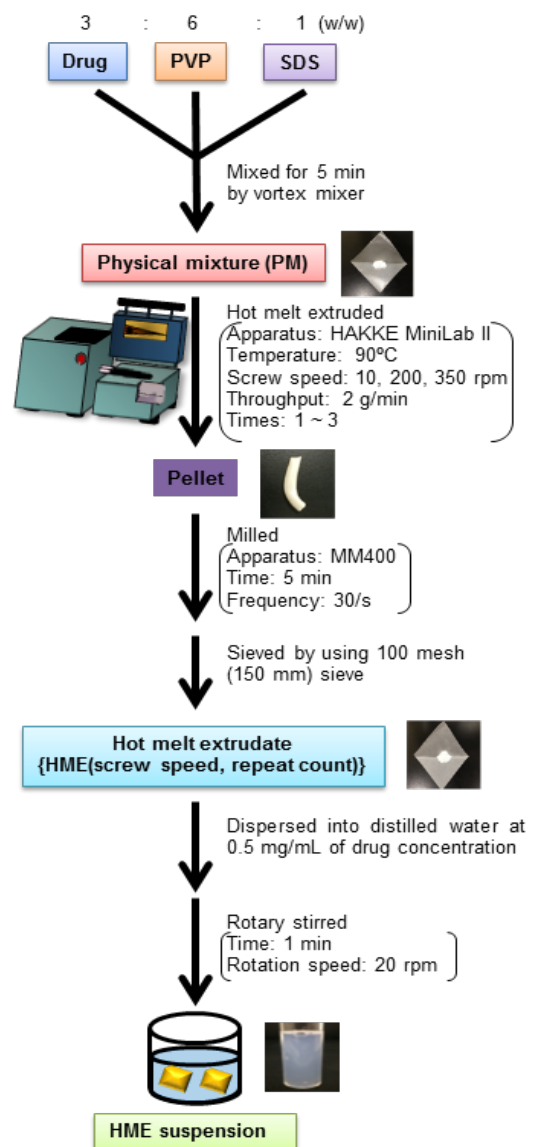 3 : 6 : 1 (w/w)
Drug PVP SDS
Mixed for 5 min
by vortex mixer
Physical mixture (PM)
Hot melt extruded
Apparatus: HAKKE MiniLab II
Temperature: 90ºC
Screw speed: 10, 200, 350 rpm
Throughput: 2 g/min
Times: 1 ~ 3
Pellet
Milled
Apparatus: MM400
Time: 5 min
Frequency: 30/s
Sieved by using 100 mesh
(150 mm) sieve
Hot melt extrudate
{HME(screw speed, repeat count)}
Dispersed into distilled water at
0.5 mg/mL of drug concentration
Rotary stirred
Time: 1 min
Rotation speed: 20 rpm
HME suspension